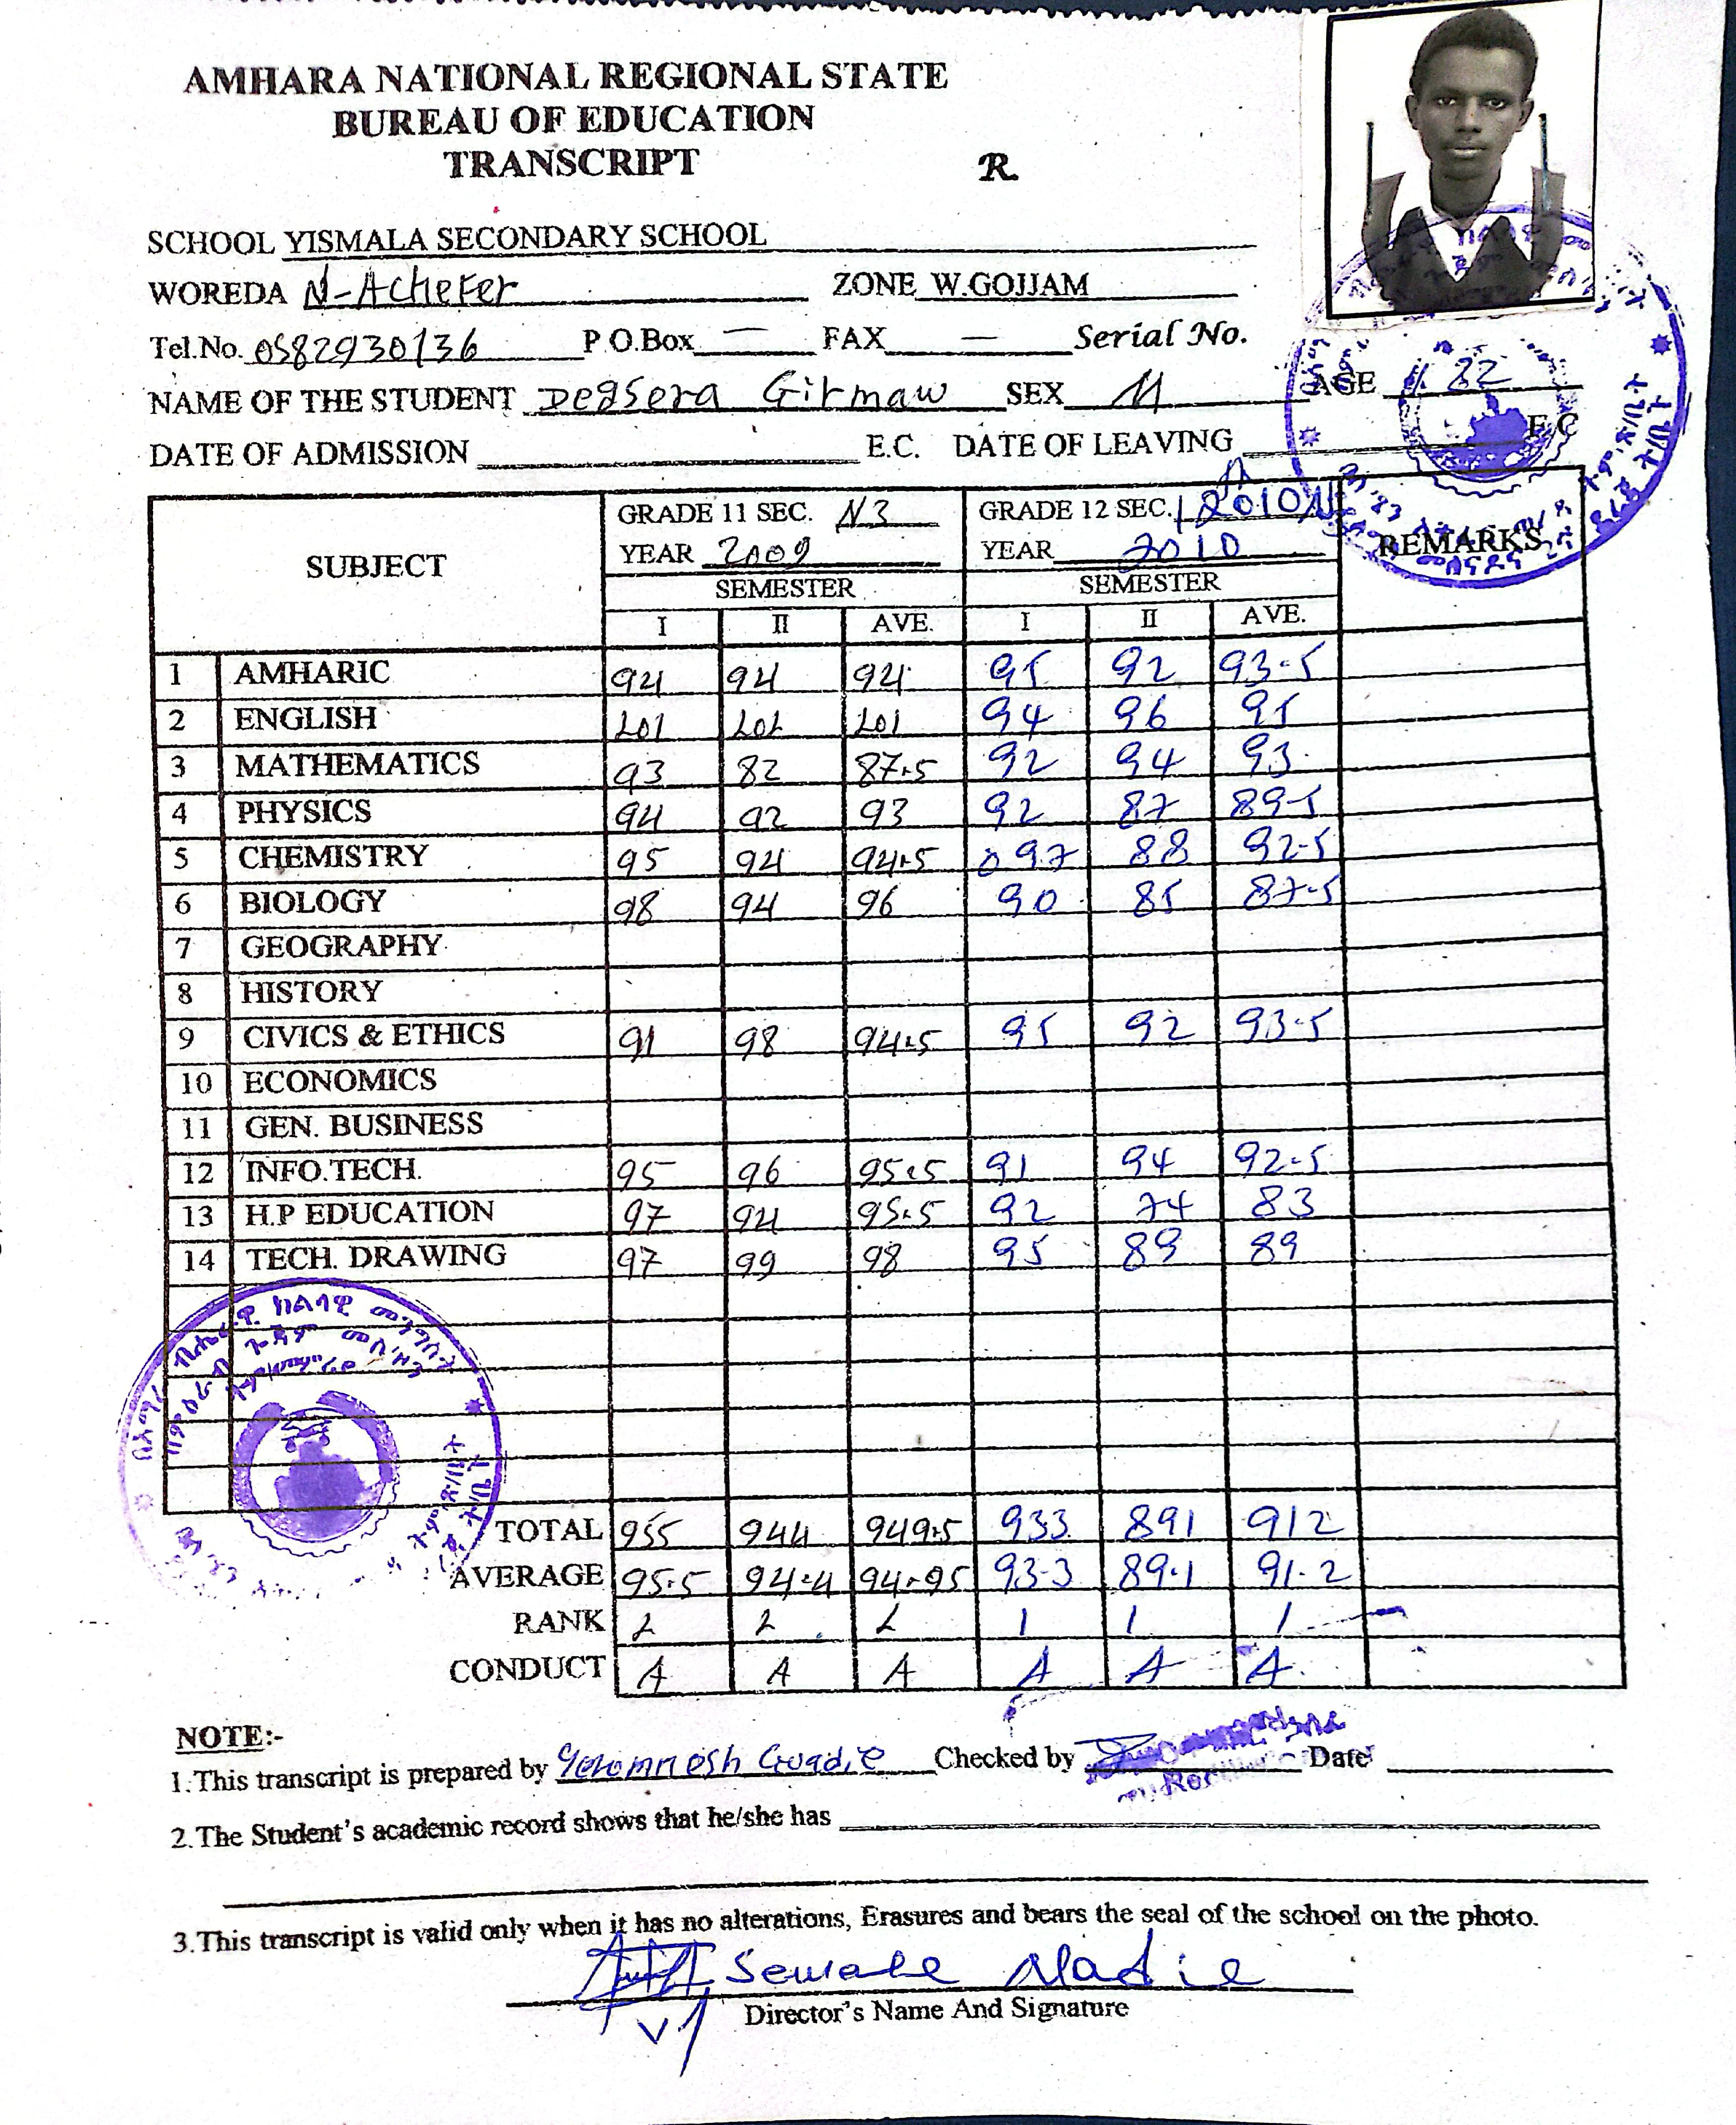 AMHARA NATIONAL REGIONAL STATE
BUREAU OF EDUCATION
TRANSCRIPT R.
SCHOOL YISMALA SECONDARY SCHOOL
WOREDA N-Achefer ZONE W.GOJJAM
Tel.No. 0582930136 P.O.Box — FAX — Serial No.
NAME OF THE STUDENT Degsera Girmaw SEX M AGE 22
DATE OF ADMISSION E.C. DATE OF LEAVING E.C
SUBJECT GRADE 11 SEC. N3 GRADE 12 SEC. REMARKS
YEAR 2009 YEAR 2010
SEMESTER SEMESTER
I II AVE. I II AVE.
1 AMHARIC 94 94 94 95 92 93.5
2 ENGLISH 94 96 95
3 MATHEMATICS 93 82 87.5 92 94 93
4 PHYSICS 94 92 93 92 87 89.5
5 CHEMISTRY 95 94 94.5 97 88 92.5
6 BIOLOGY 98 94 96 90 85 87.5
7 GEOGRAPHY
8 HISTORY
9 CIVICS & ETHICS 91 98 94.5 95 92 93.5
10 ECONOMICS
11 GEN. BUSINESS
12 INFO.TECH. 95 96 95.5 91 94 92.5
13 H.P EDUCATION 97 94 95.5 92 74 83
14 TECH. DRAWING 97 99 98 95 89 89
TOTAL 955 944 949.5 933 891 912
AVERAGE 95.5 94.4 94.95 93.3 89.1 91.2
RANK 2 2 2 1 1 1
CONDUCT A A A A A A
NOTE:-
1.This transcript is prepared by Guadie Checked by Date
2.The Student's academic record shows that he/she has
3.This transcript is valid only when it has no alterations, Erasures and bears the seal of the school on the photo.
Director's Name And Signature